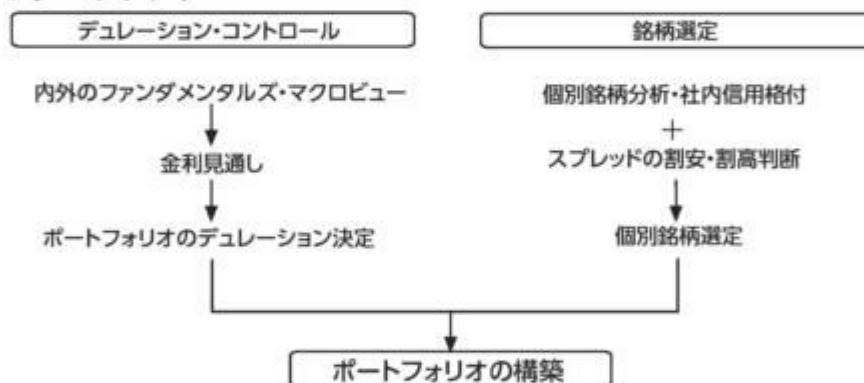 デュレーション・コントロール
内外のファンダメンタルズ・マクロビュー
金利見通し
ポートフォリオのデュレーション決定
銘柄選定
個別銘柄分析・社内信用格付
+
スプレッドの割安・割高判断
個別銘柄選定
ポートフォリオの構築